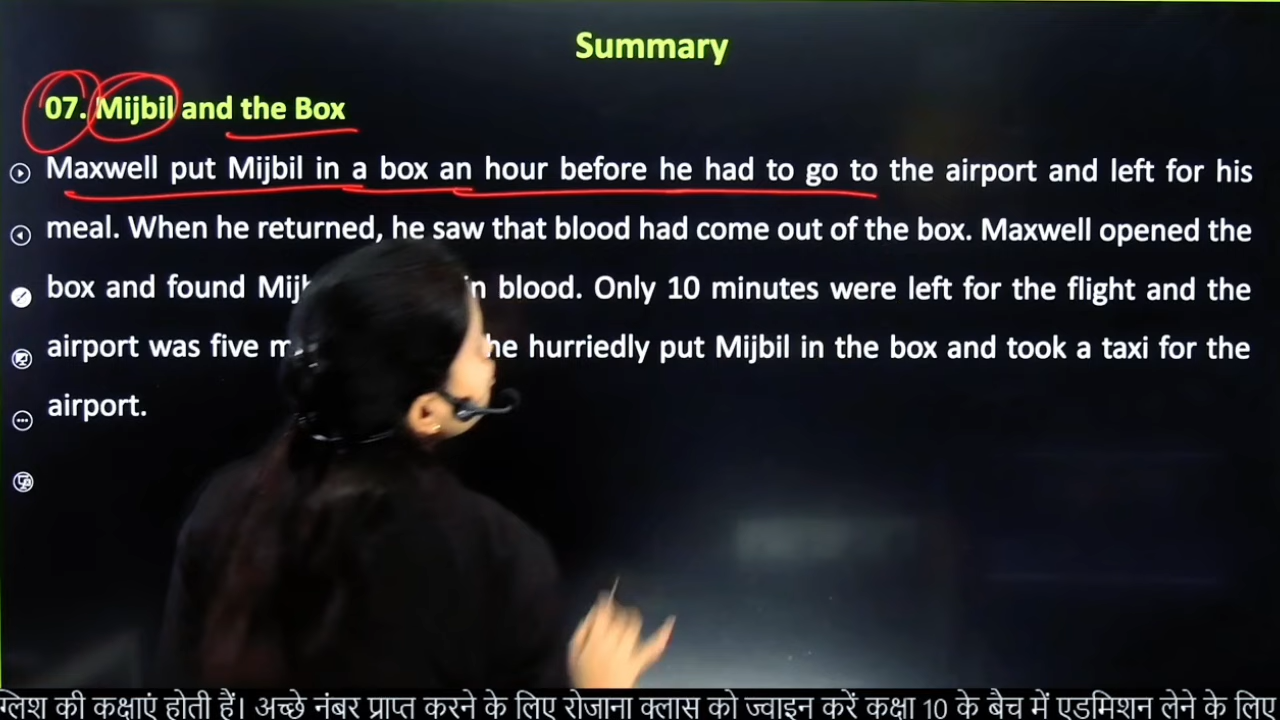 Summary
07. Mijbil and the Box
Maxwell put Mijbil in a box an hour before he had to go to the airport and left for his
meal. When he returned, he saw that blood had come out of the box. Maxwell opened the
box and found in blood. Only 10 minutes were left for the flight and the
airport was five he hurriedly put Mijbil in the box and took a taxi for the
airport.
की कक्षाएं होती हैं। अच्छे नंबर प्राप्त करने के लिए रोजाना क्लास को ज्वाइन करें कक्षा 10 के बैच में एडमिशन लेने के लिए